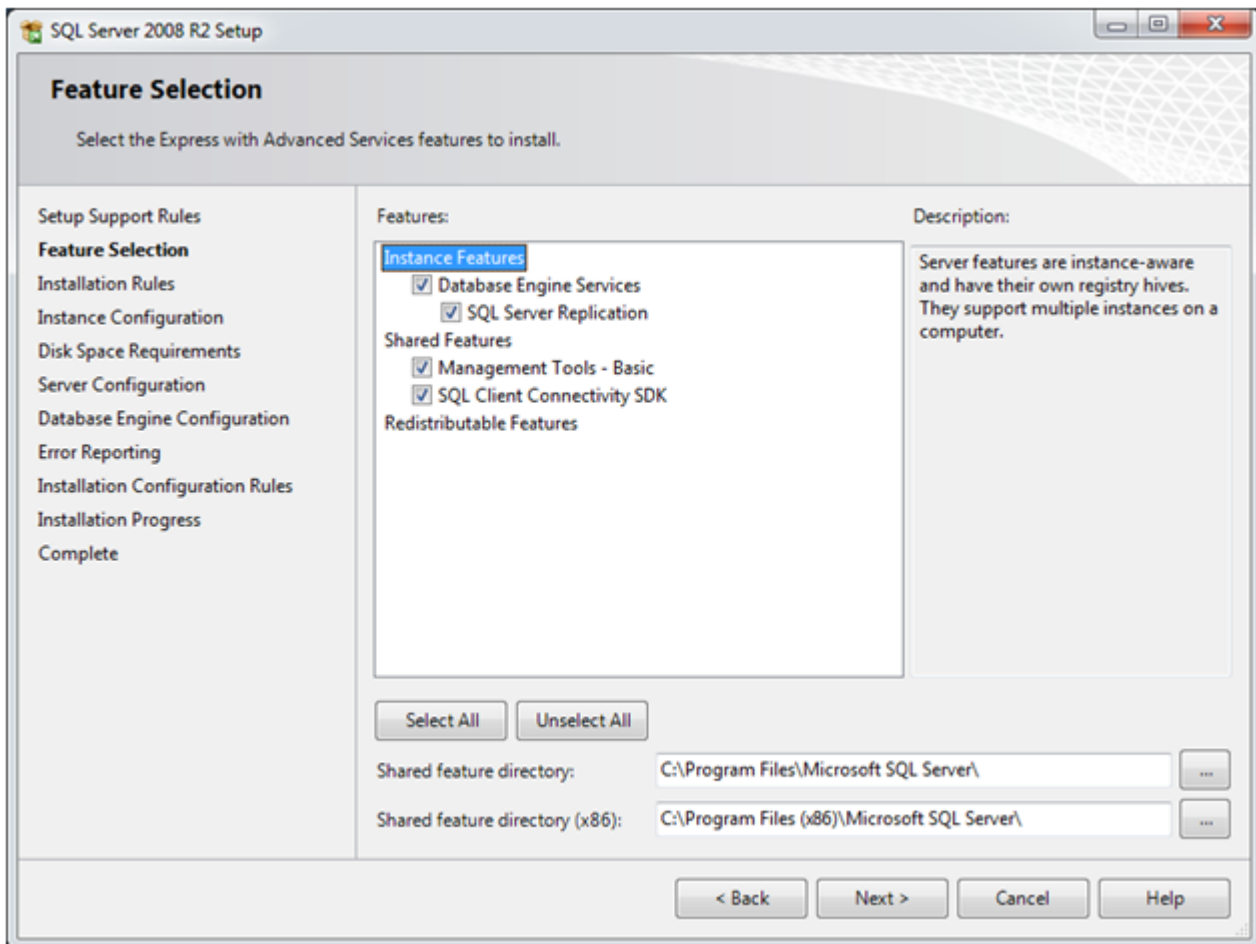 SQL Server 2008 R2 Setup
Feature Selection
Select the Express with Advanced Services features to install.
Setup Support Rules
Feature Selection
Installation Rules
Instance Configuration
Disk Space Requirements
Server Configuration
Database Engine Configuration
Error Reporting
Installation Configuration Rules
Installation Progress
Complete
Features:
Instance Features
Database Engine Services
SQL Server Replication
Shared Features
Management Tools - Basic
SQL Client Connectivity SDK
Redistributable Features
Description:
Server features are instance-aware
and have their own registry hives.
They support multiple instances on a
computer.
Select All
Unselect All
Shared feature directory:
C:\Program Files\Microsoft SQL Server\
...
Shared feature directory (x86):
C:\Program Files (x86)\Microsoft SQL Server\
...
< Back
Next >
Cancel
Help